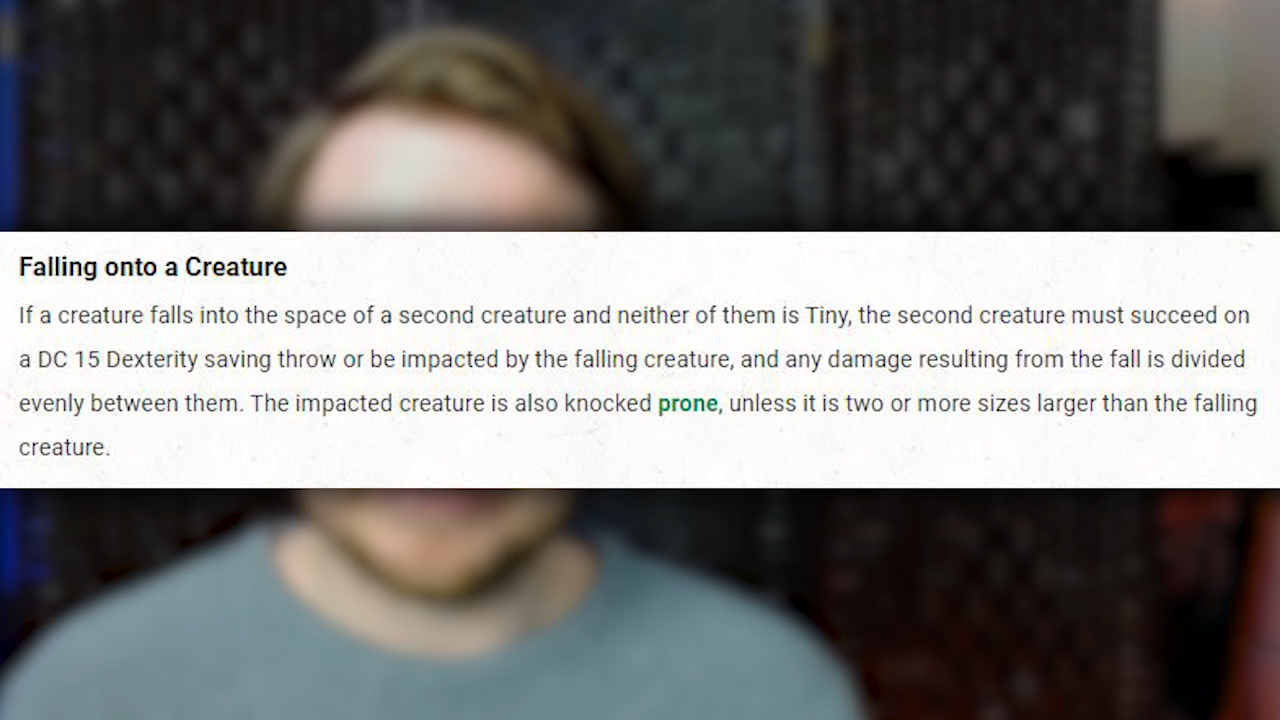 Falling onto a Creature
If a creature falls into the space of a second creature and neither of them is Tiny, the second creature must succeed on
a DC 15 Dexterity saving throw or be impacted by the falling creature, and any damage resulting from the fall is divided
evenly between them. The impacted creature is also knocked prone, unless it is two or more sizes larger than the falling
creature.